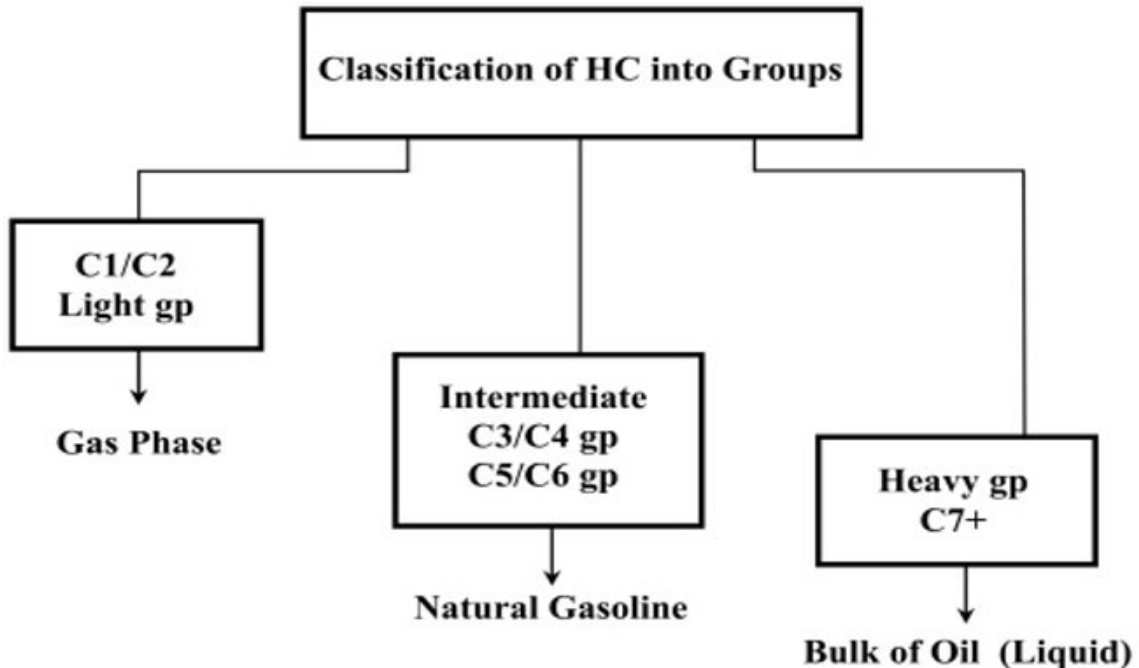 Classification of HC into Groups
C1/C2
Light gp
Gas Phase
Intermediate
C3/C4 gp
C5/C6 gp
Natural Gasoline
Heavy gp
C7+
Bulk of Oil (Liquid)